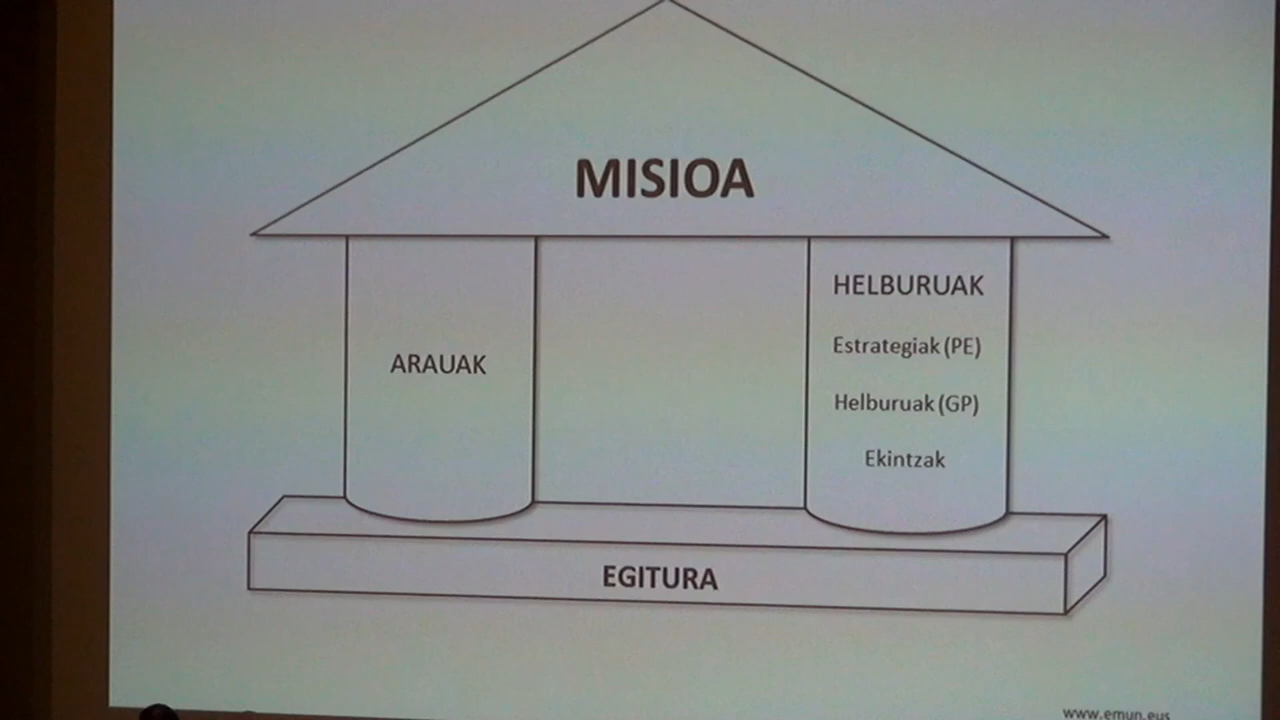 MISIOA
ARAUAK
HELBURUAK
Estrategiak (PE)
Helburuak (GP)
Ekintzak
EGITURA
www.emun.eus